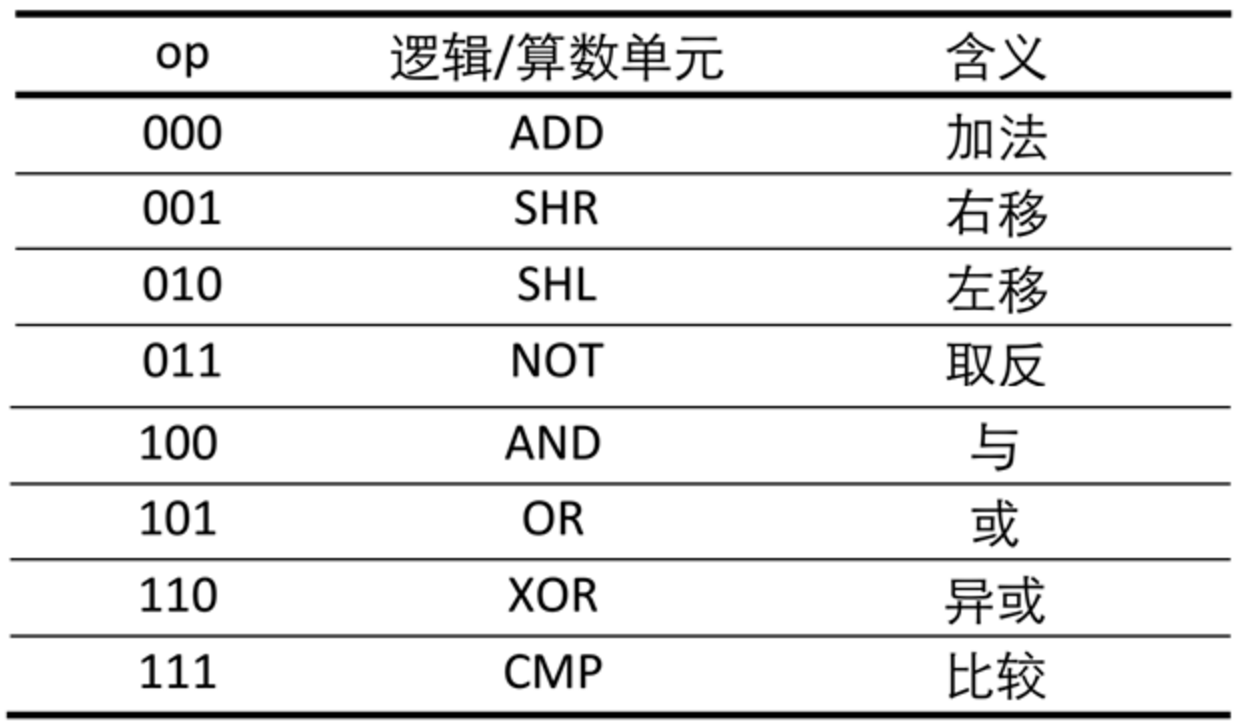 op 逻辑/算数单元 含义
000 ADD 加法
001 SHR 右移
010 SHL 左移
011 NOT 取反
100 AND 与
101 OR 或
110 XOR 异或
111 CMP 比较